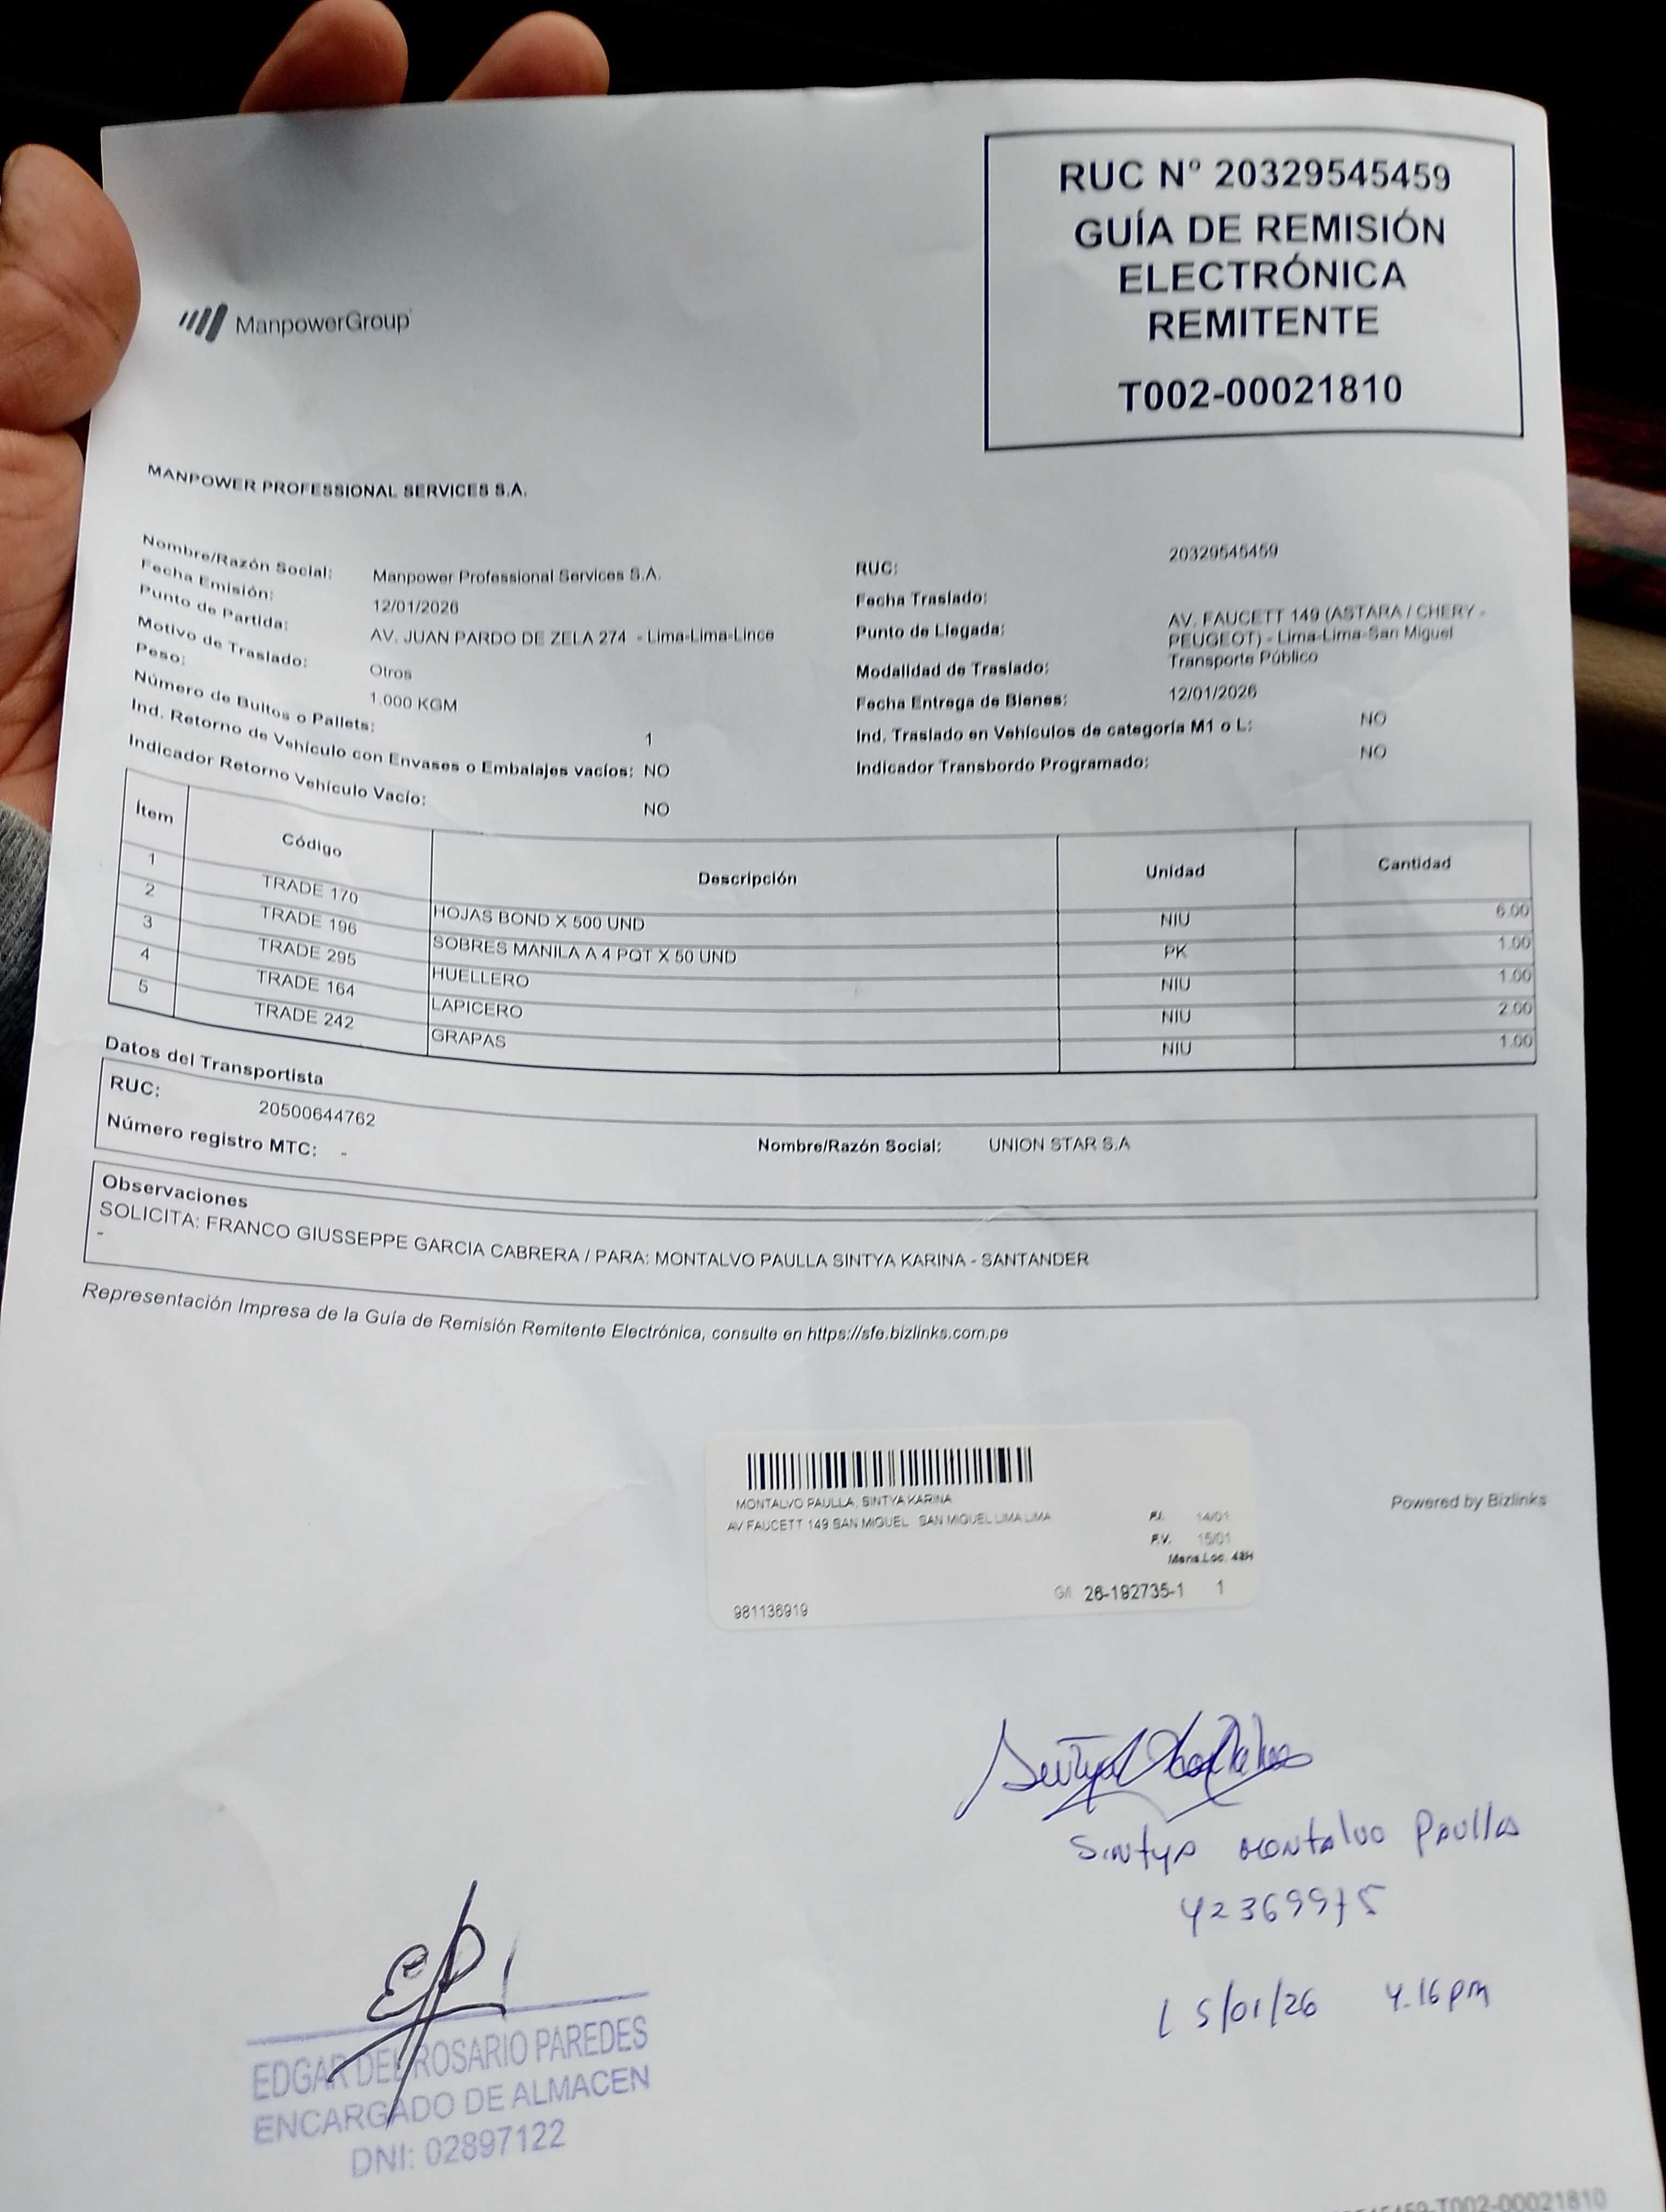 RUC N° 20329545459
GUÍA DE REMISIÓN
ELECTRÓNICA
REMITENTE
T002-00021810
ManpowerGroup
MANPOWER PROFESSIONAL SERVICES S.A.
Nombre/Razón Social: Manpower Professional Services S.A. RUC: 20329545459
Fecha Emisión: 12/01/2026 Fecha Traslado:
Punto de Partida: AV. JUAN PARDO DE ZELA 274 - Lima-Lima-Lince Punto de Llegada: AV. FAUCETT 149 (ASTARA / CHERY -
PEUGEOT) - Lima-Lima-San Miguel
Motivo de Traslado: Otros Modalidad de Traslado: Transporte Público
Peso: 1.000 KGM Fecha Entrega de Bienes: 12/01/2026
Número de Bultos o Pallets: 1 Ind. Traslado en Vehículos de categoría M1 o L: NO
Ind. Retorno de Vehículo con Envases o Embalajes vacíos: NO Indicador Transbordo Programado: NO
Indicador Retorno Vehículo Vacío: NO
Ítem Código Descripción Unidad Cantidad
1 TRADE 170 HOJAS BOND X 500 UND NIU 6.00
2 TRADE 196 SOBRES MANILA A 4 PQT X 50 UND PK 1.00
3 TRADE 295 HUELLERO NIU 1.00
4 TRADE 164 LAPICERO NIU 2.00
5 TRADE 242 GRAPAS NIU 1.00
Datos del Transportista
RUC: 20500644762 Nombre/Razón Social: UNION STAR S.A
Número registro MTC: -
Observaciones
SOLICITA: FRANCO GIUSSEPPE GARCIA CABRERA / PARA: MONTALVO PAULLA SINTYA KARINA - SANTANDER
-
Representación Impresa de la Guía de Remisión Remitente Electrónica, consulte en https://sfe.bizlinks.com.pe
Powered by Bizlinks
MONTALVO PAULLA, SINTYA KARINA
AV FAUCETT 149 SAN MIGUEL SAN MIGUEL LIMA LIMA
F.I. 14/01
F.V. 15/01
Mens.Loc. 48H
G/I 26-192735-1 1
981136919
Sintya Montalvo Paulla
42369975
15/01/26 4.16 pm
EDGAR DEL ROSARIO PAREDES
ENCARGADO DE ALMACEN
DNI: 02897122
545459-T002-00021810